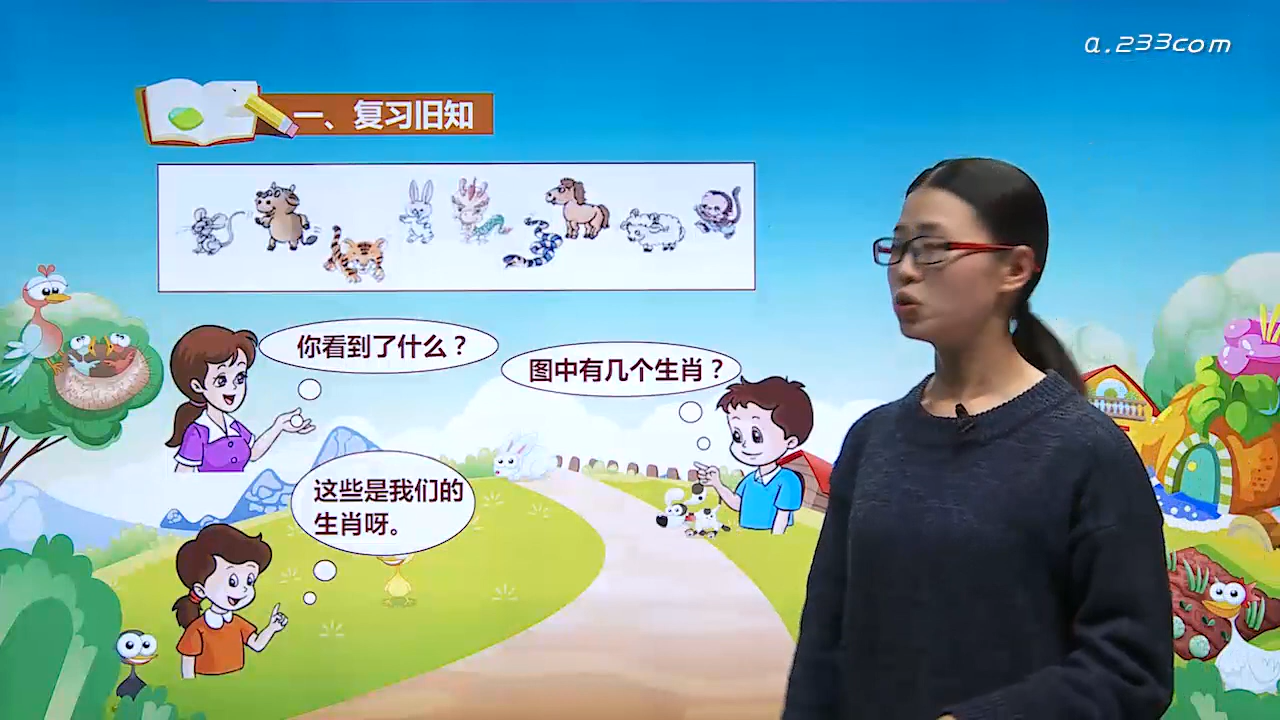 a.233com
一、复习旧知
你看到了什么？
图中有几个生肖？
这些是我们的
生肖呀。